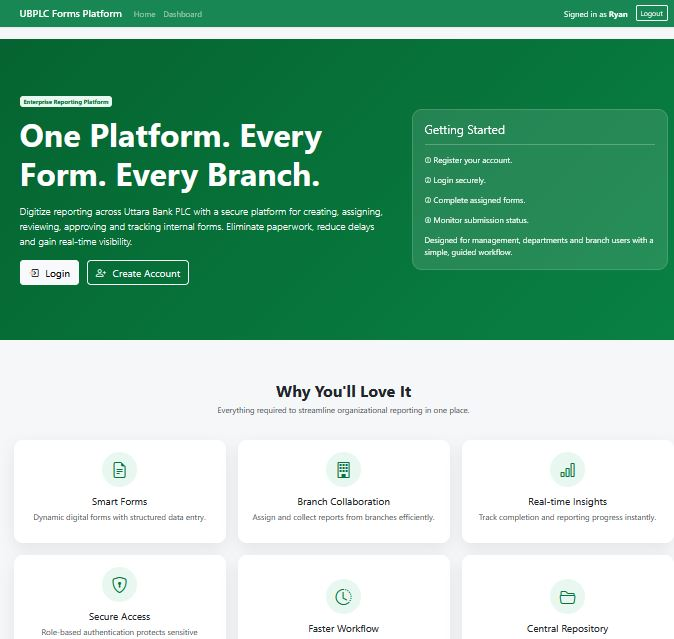 UBPLC Forms Platform Home Dashboard Signed in as Ryan Logout
Enterprise Reporting Platform
One Platform. Every
Form. Every Branch.
Digitize reporting across Uttara Bank PLC with a secure platform for creating, assigning,
reviewing, approving and tracking internal forms. Eliminate paperwork, reduce delays
and gain real-time visibility.
Login Create Account
Getting Started
① Register your account.
② Login securely.
③ Complete assigned forms.
④ Monitor submission status.
Designed for management, departments and branch users with a
simple, guided workflow.
Why You'll Love It
Everything required to streamline organizational reporting in one place.
Smart Forms
Dynamic digital forms with structured data entry.
Branch Collaboration
Assign and collect reports from branches efficiently.
Real-time Insights
Track completion and reporting progress instantly.
Secure Access
Role-based authentication protects sensitive
Faster Workflow
Central Repository